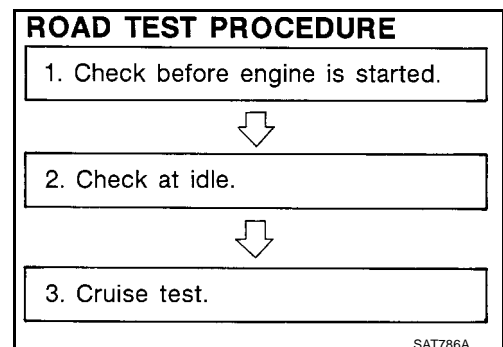 ROAD TEST PROCEDURE
1. Check before engine is started.
2. Check at idle.
3. Cruise test.
SAT786A